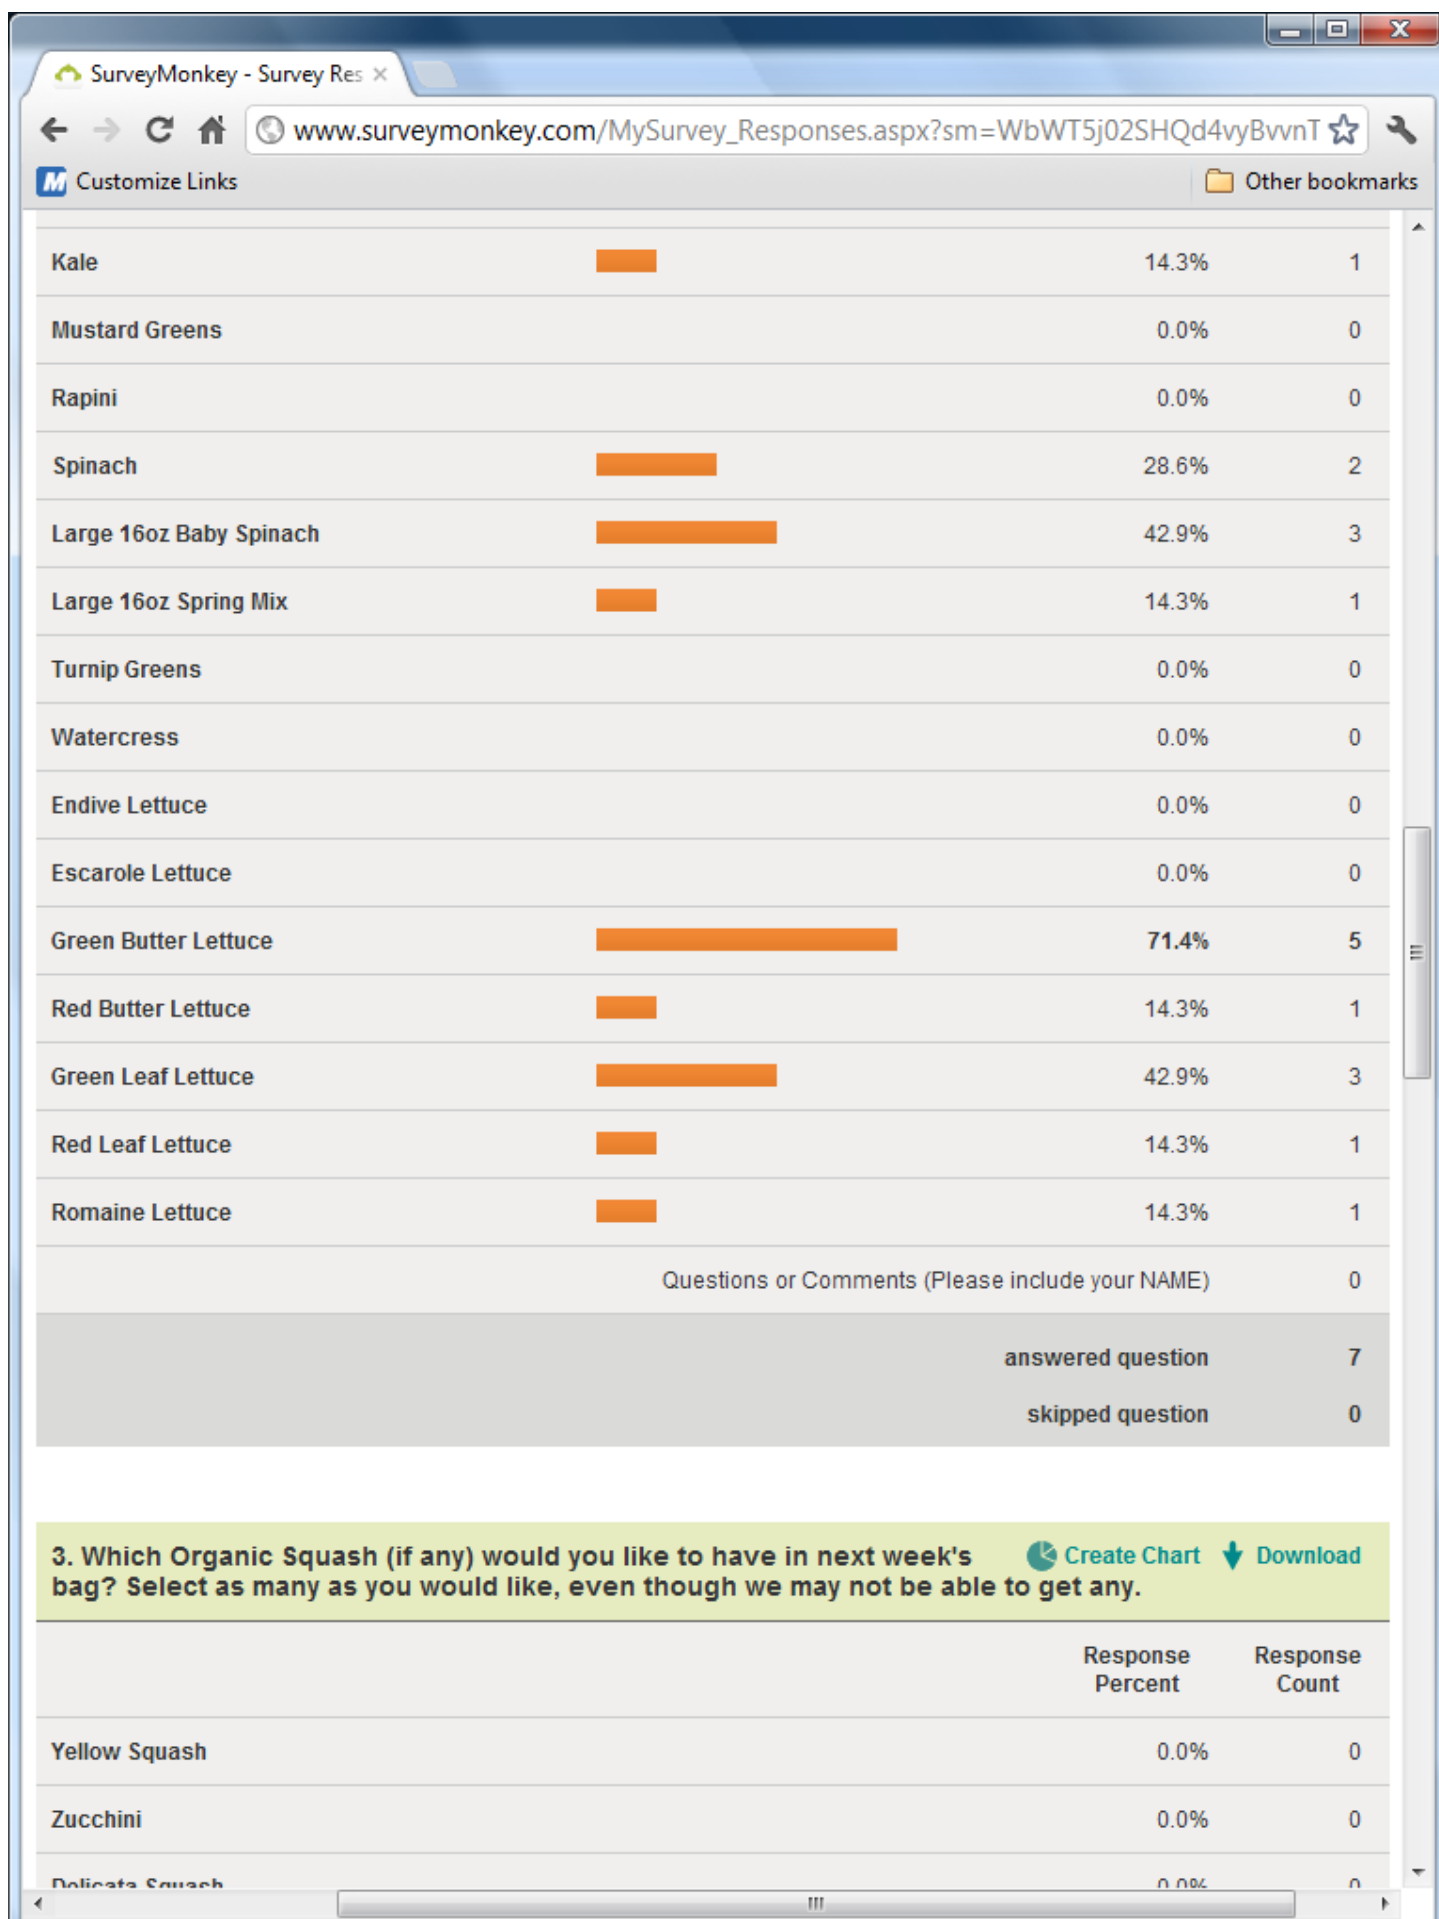 SurveyMonkey - Survey Res
www.surveymonkey.com/MySurvey_Responses.aspx?sm=WbWT5j02SHQd4vyBvvnT
Customize Links Other bookmarks
Kale 14.3% 1
Mustard Greens 0.0% 0
Rapini 0.0% 0
Spinach 28.6% 2
Large 16oz Baby Spinach 42.9% 3
Large 16oz Spring Mix 14.3% 1
Turnip Greens 0.0% 0
Watercress 0.0% 0
Endive Lettuce 0.0% 0
Escarole Lettuce 0.0% 0
Green Butter Lettuce 71.4% 5
Red Butter Lettuce 14.3% 1
Green Leaf Lettuce 42.9% 3
Red Leaf Lettuce 14.3% 1
Romaine Lettuce 14.3% 1
Questions or Comments (Please include your NAME) 0
answered question 7
skipped question 0
3. Which Organic Squash (if any) would you like to have in next week's Create Chart Download
bag? Select as many as you would like, even though we may not be able to get any.
Response Response
Percent Count
Yellow Squash 0.0% 0
Zucchini 0.0% 0
Delicata Squash 0.0% 0